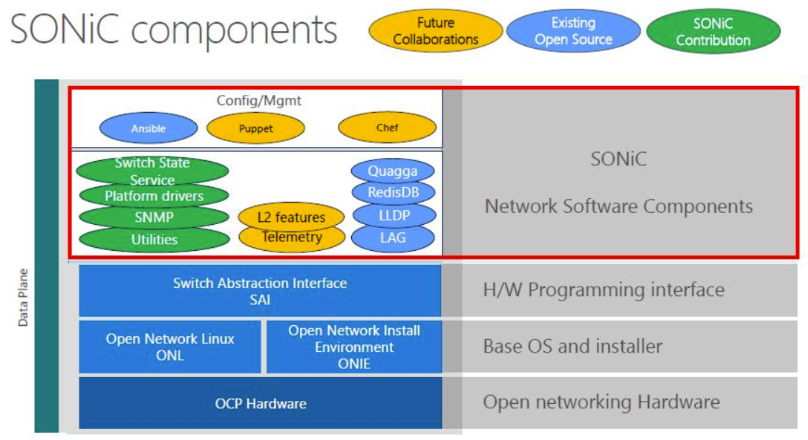 SONiC components
Future
Collaborations
Existing
Open Source
SONiC
Contribution
Config/Mgmt
Ansible
Puppet
Chef
Switch State
Service
Platform drivers
SNMP
Utilities
L2 features
Telemetry
Quagga
RedisDB
LLDP
LAG
SONiC
Network Software Components
Data Plane
Switch Abstraction Interface
SAI
H/W Programming interface
Open Network Linux
ONL
Open Network Install
Environment
ONIE
Base OS and installer
OCP Hardware
Open networking Hardware